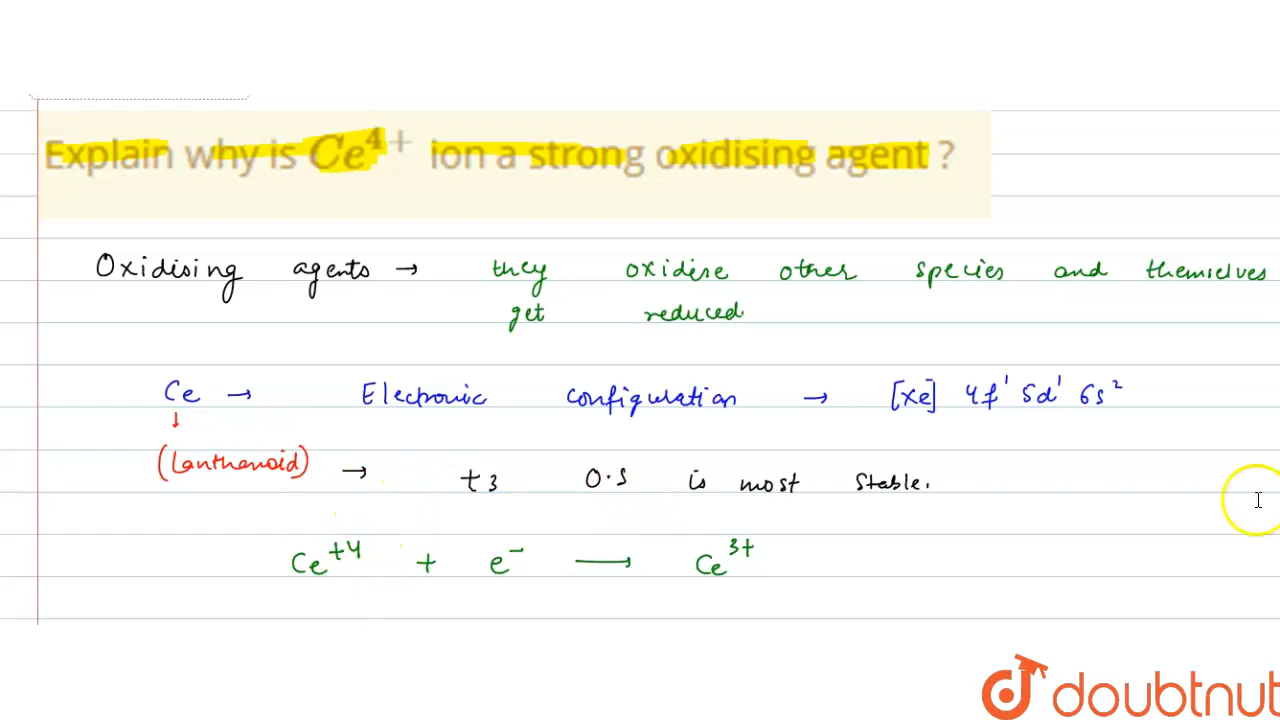 Explain why is Ce⁴⁺ ion a strong oxidising agent ?
Oxidising agents → they oxidise other species and themselves
get reduced
Ce → Electronic configuration → [Xe] 4f¹ 5d¹ 6s²
↓
(lanthanoid) → +3 O.S is most stable.
Ce⁺⁴ + e⁻ → Ce³⁺
doubtnut